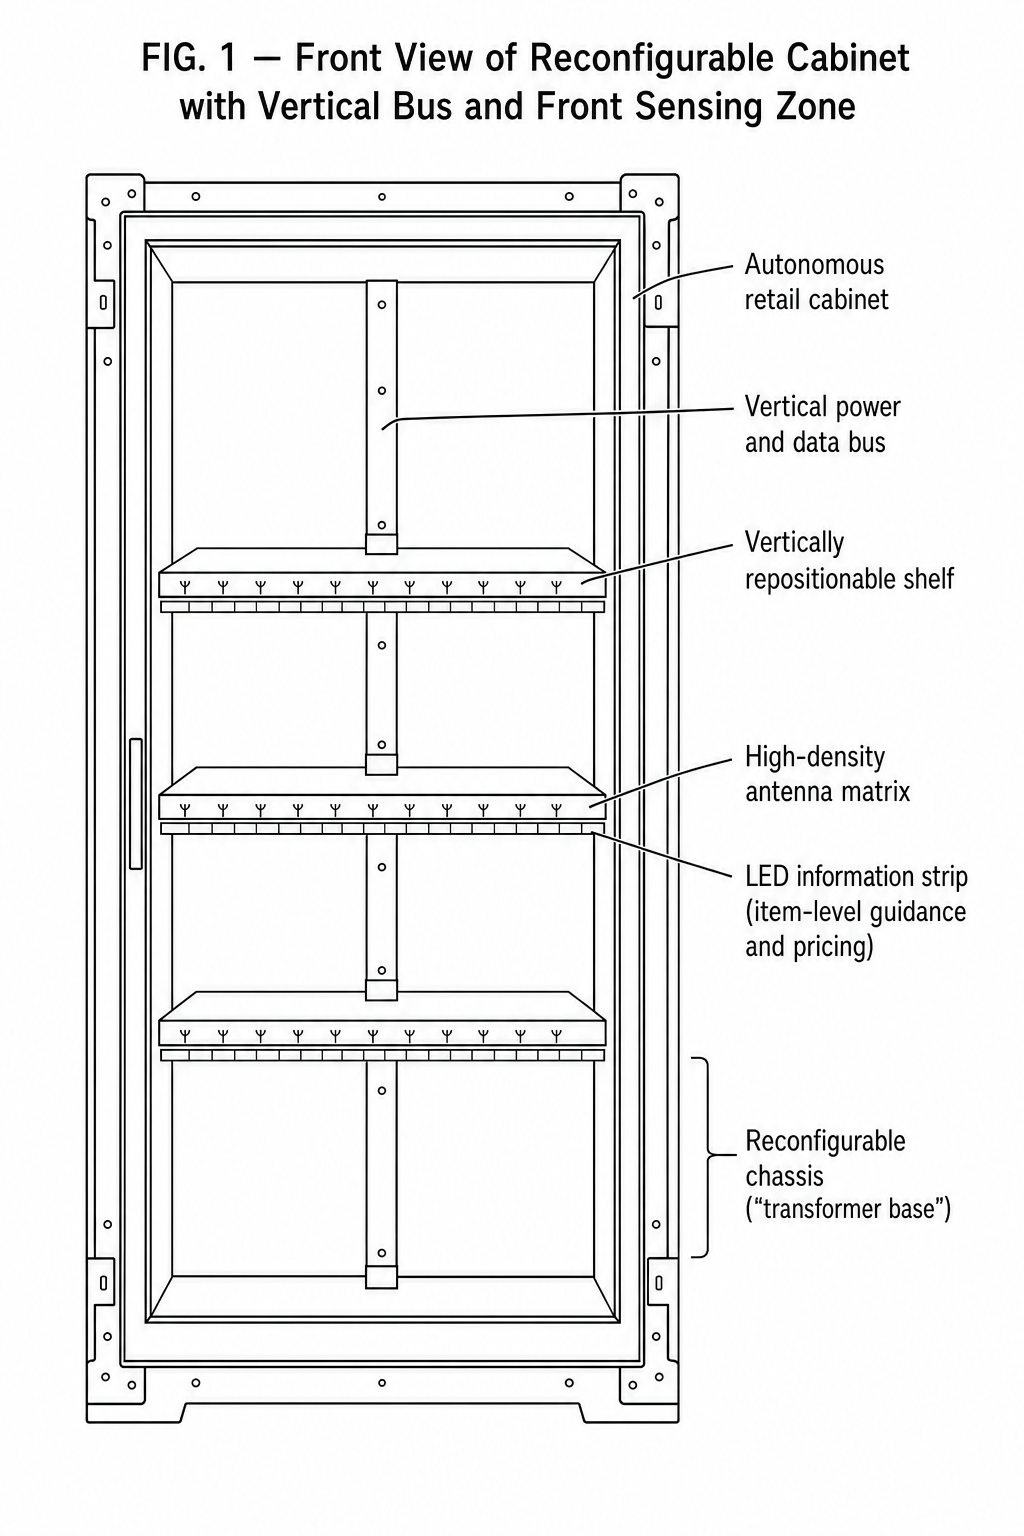 FIG. 1 — Front View of Reconfigurable Cabinet
with Vertical Bus and Front Sensing Zone
Autonomous
retail cabinet
Vertical power
and data bus
Vertically
repositionable shelf
High-density
antenna matrix
LED information strip
(item-level guidance
and pricing)
Reconfigurable
chassis
(“transformer base”)